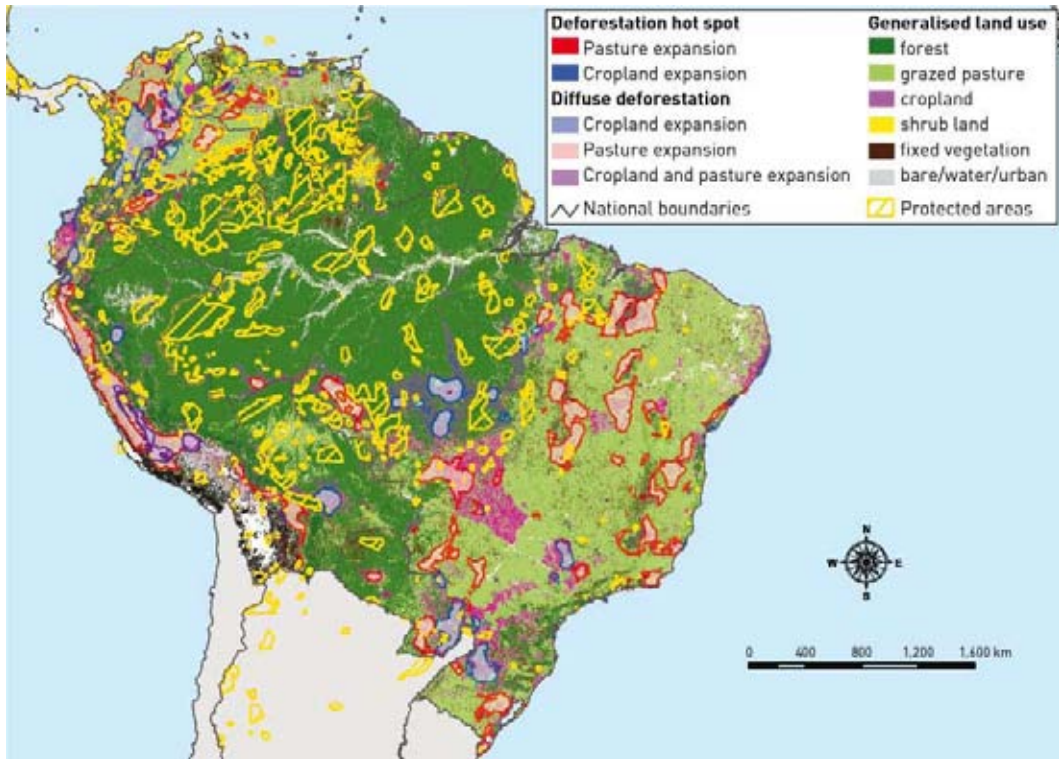 Deforestation hot spot
Pasture expansion
Cropland expansion
Diffuse deforestation
Cropland expansion
Pasture expansion
Cropland and pasture expansion
National boundaries
Generalised land use
forest
grazed pasture
cropland
shrub land
fixed vegetation
bare/water/urban
Protected areas
N
W E
S
0 400 800 1,200 1,600 km